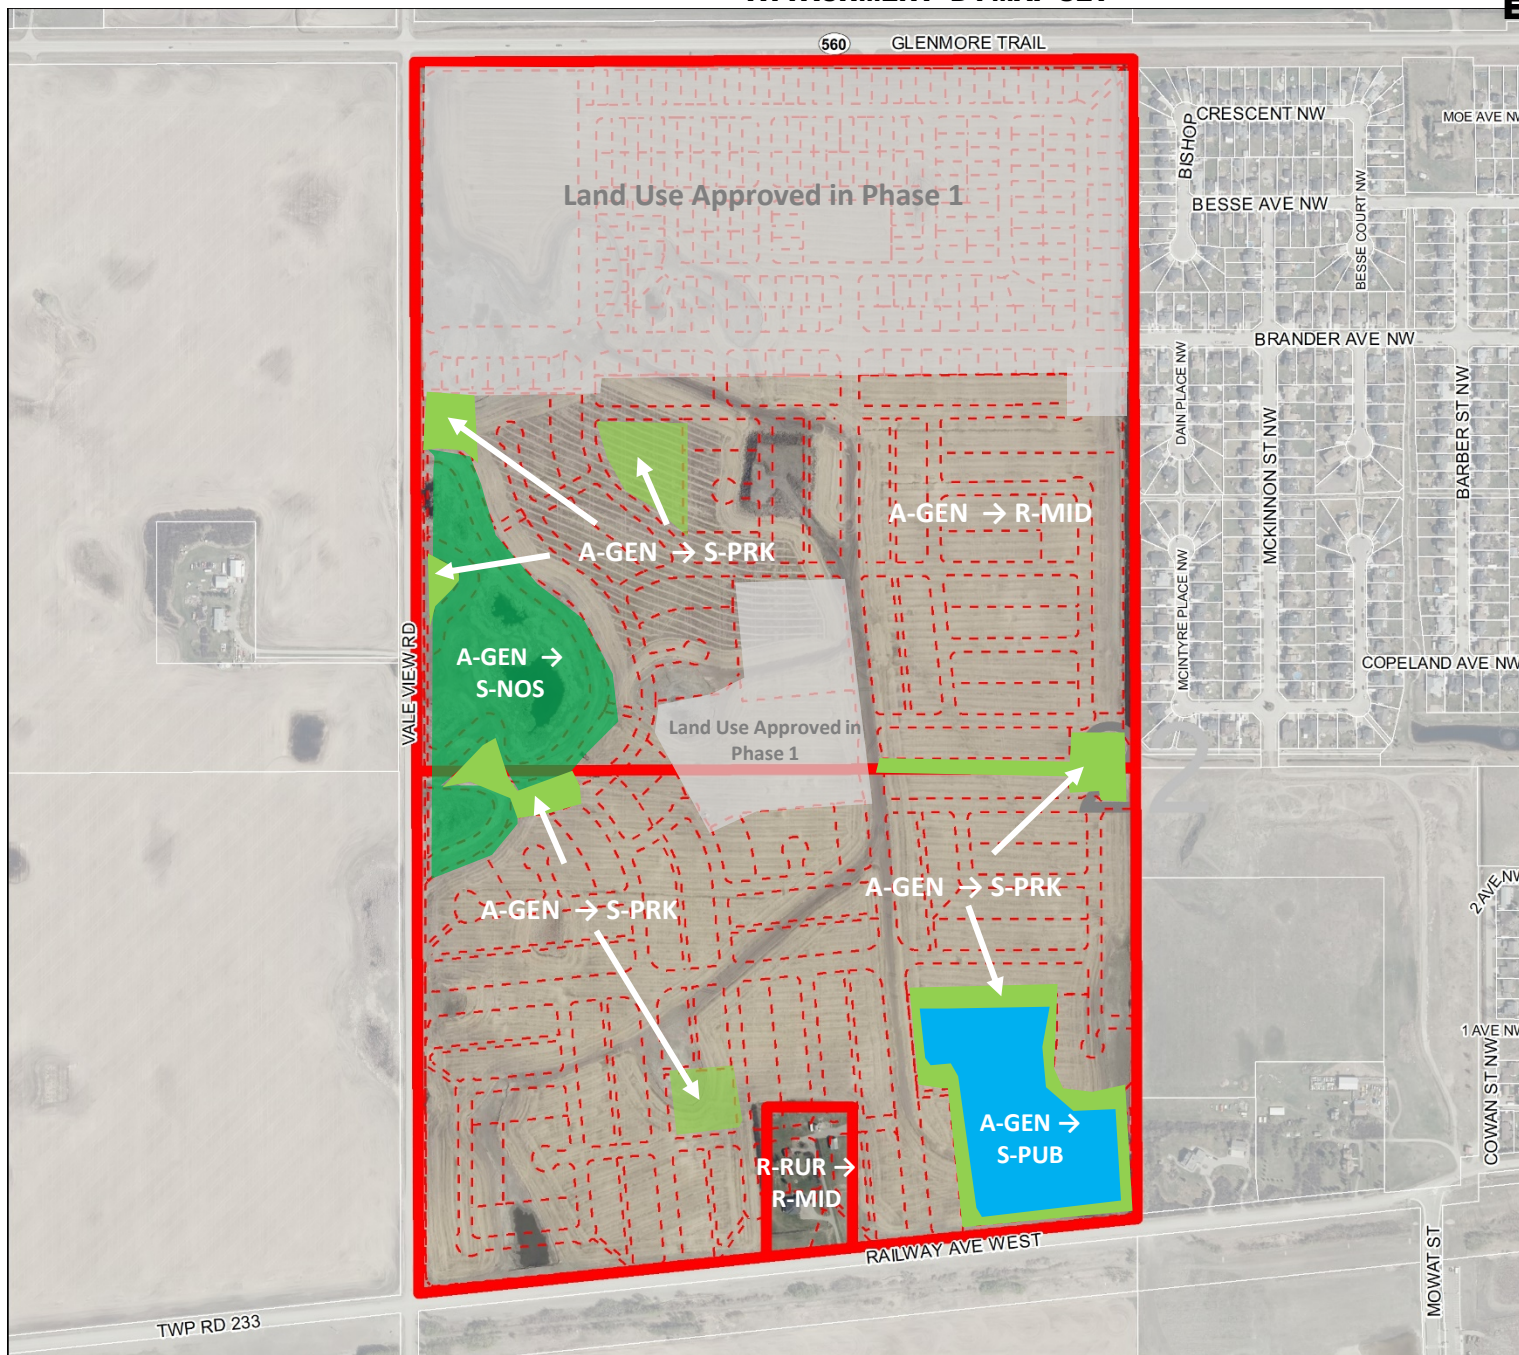 560 GLENMORE TRAIL
CRESCENT NW
MOE AVE NW
BISHOP
Land Use Approved in Phase 1
BESSE AVE NW
BESSE COURT NW
BRANDER AVE NW
DAIN PLACE NW
MCKINNON ST NW
BARBER ST NW
A-GEN → R-MID
A-GEN → S-PRK
MCINTYRE PLACE NW
VALE VIEW RD
A-GEN →
S-NOS
COPELAND AVE NW
Land Use Approved in
Phase 1
A-GEN → S-PRK
A-GEN → S-PRK
2 AVE NW
1 AVE NW
COWAN ST NW
A-GEN →
S-PUB
R-RUR →
R-MID
RAILWAY AVE WEST
MOWAT ST
TWP RD 233